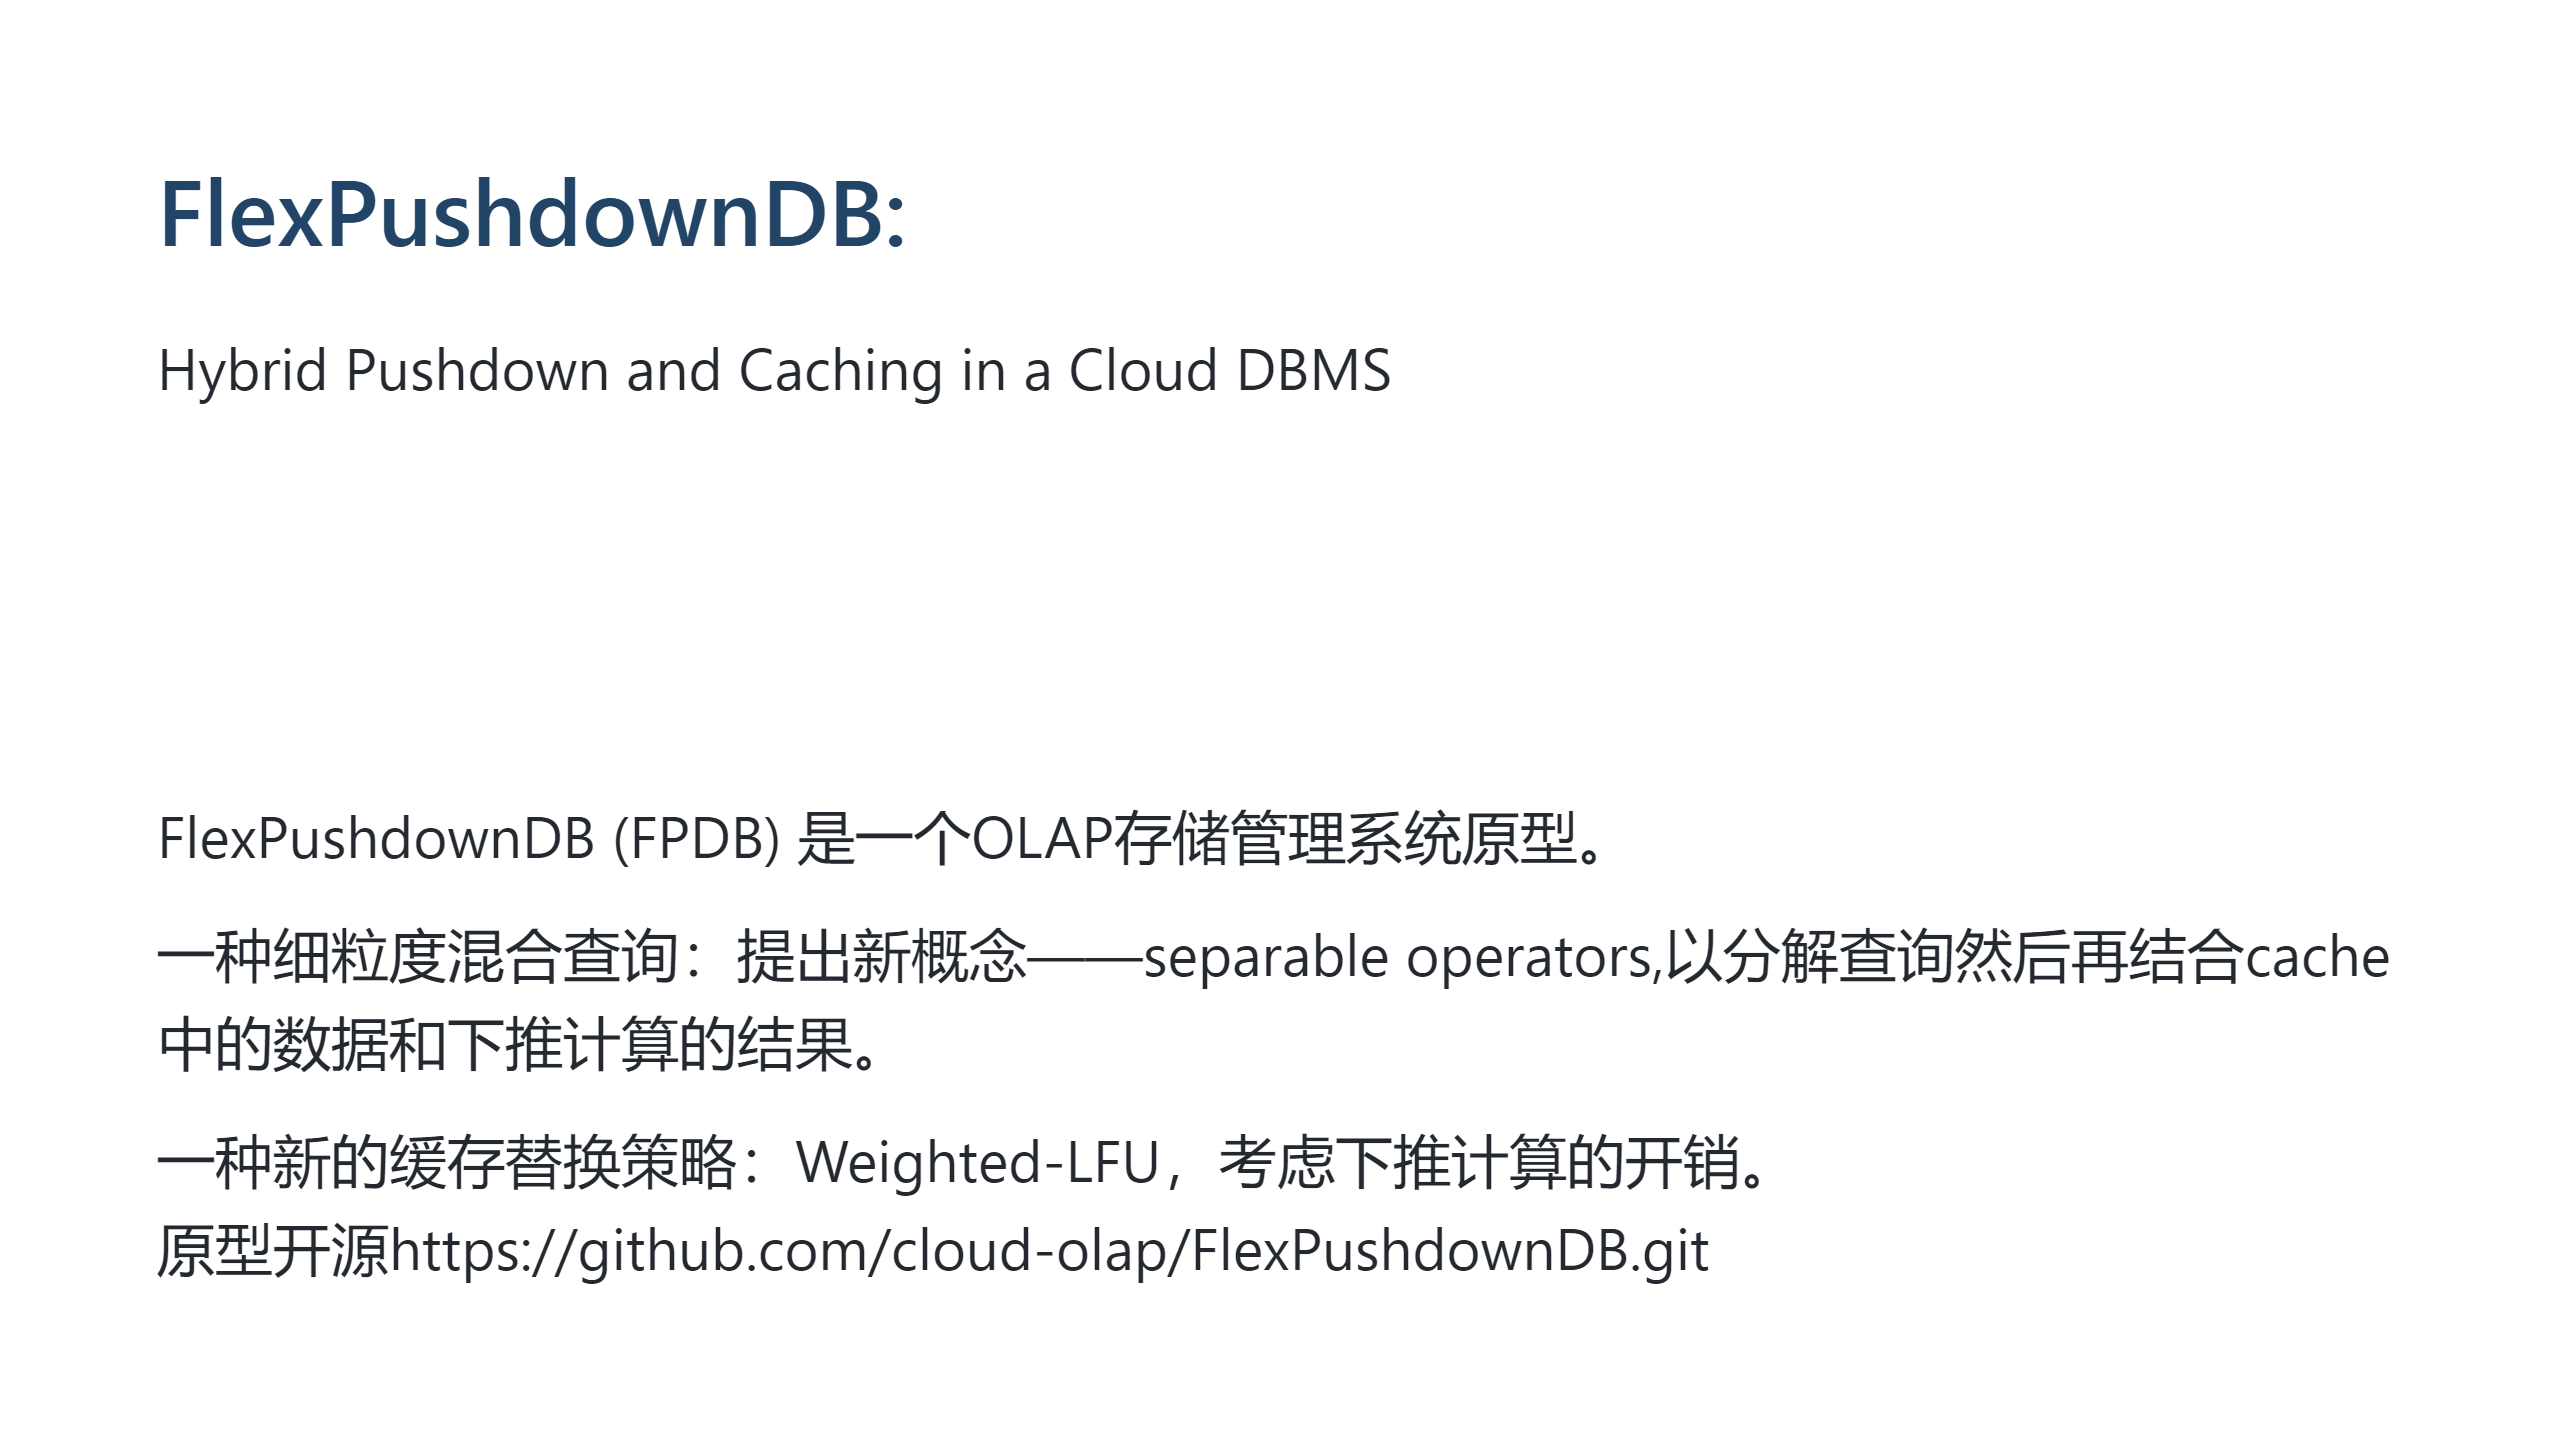 FlexPushdownDB:
Hybrid Pushdown and Caching in a Cloud DBMS
FlexPushdownDB (FPDB) 是一个OLAP存储管理系统原型。
一种细粒度混合查询：提出新概念——separable operators,以分解查询然后再结合cache
中的数据和下推计算的结果。
一种新的缓存替换策略：Weighted-LFU，考虑下推计算的开销。
原型开源https://github.com/cloud-olap/FlexPushdownDB.git